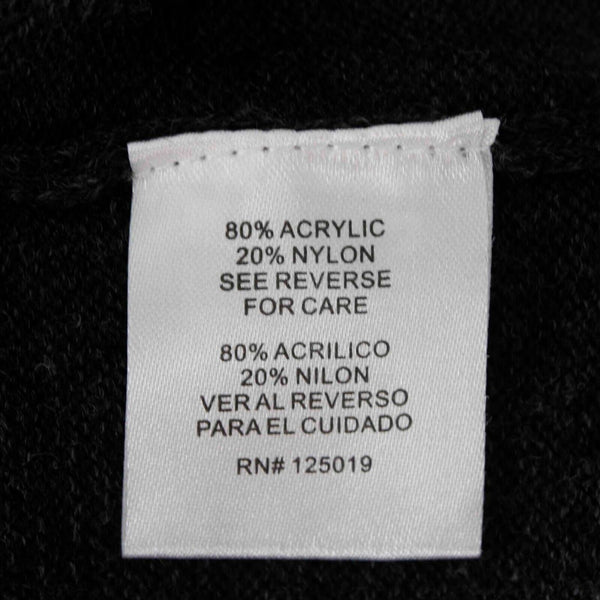 80% ACRYLIC
20% NYLON
SEE REVERSE
FOR CARE
80% ACRILICO
20% NILON
VER AL REVERSO
PARA EL CUIDADO
RN# 125019